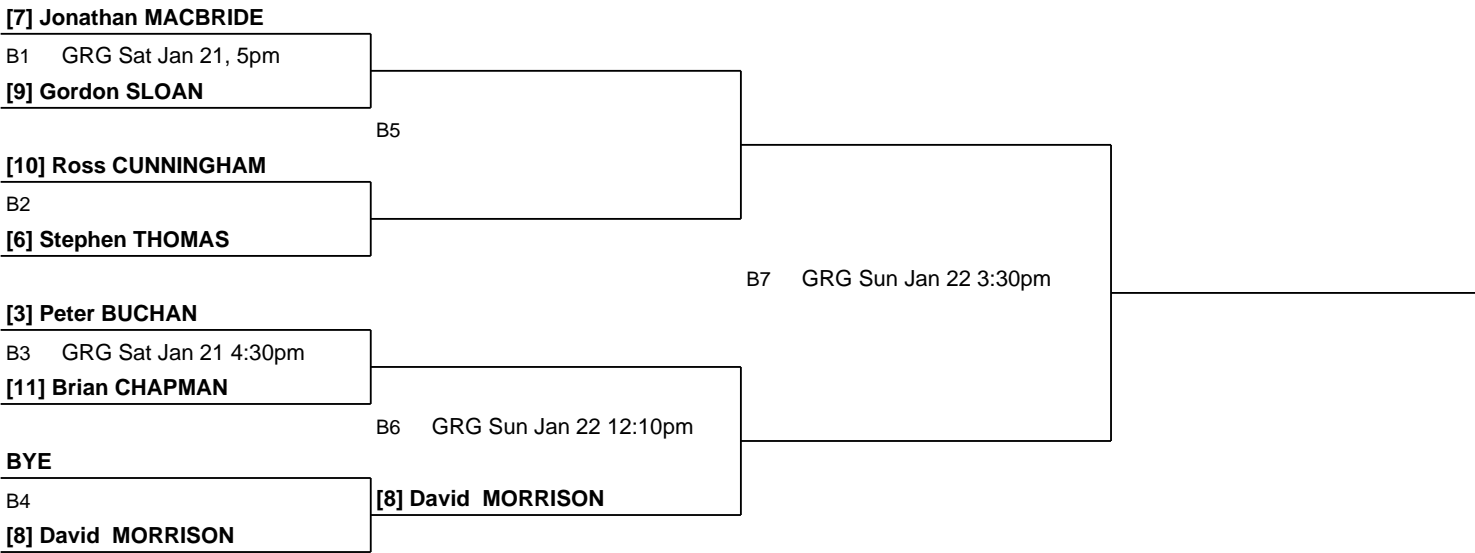 [7] Jonathan MACBRIDE
B1 GRG Sat Jan 21, 5pm
[9] Gordon SLOAN
B5
[10] Ross CUNNINGHAM
B2
[6] Stephen THOMAS
B7 GRG Sun Jan 22 3:30pm
[3] Peter BUCHAN
B3 GRG Sat Jan 21 4:30pm
[11] Brian CHAPMAN
B6 GRG Sun Jan 22 12:10pm
BYE
B4
[8] David MORRISON
[8] David MORRISON